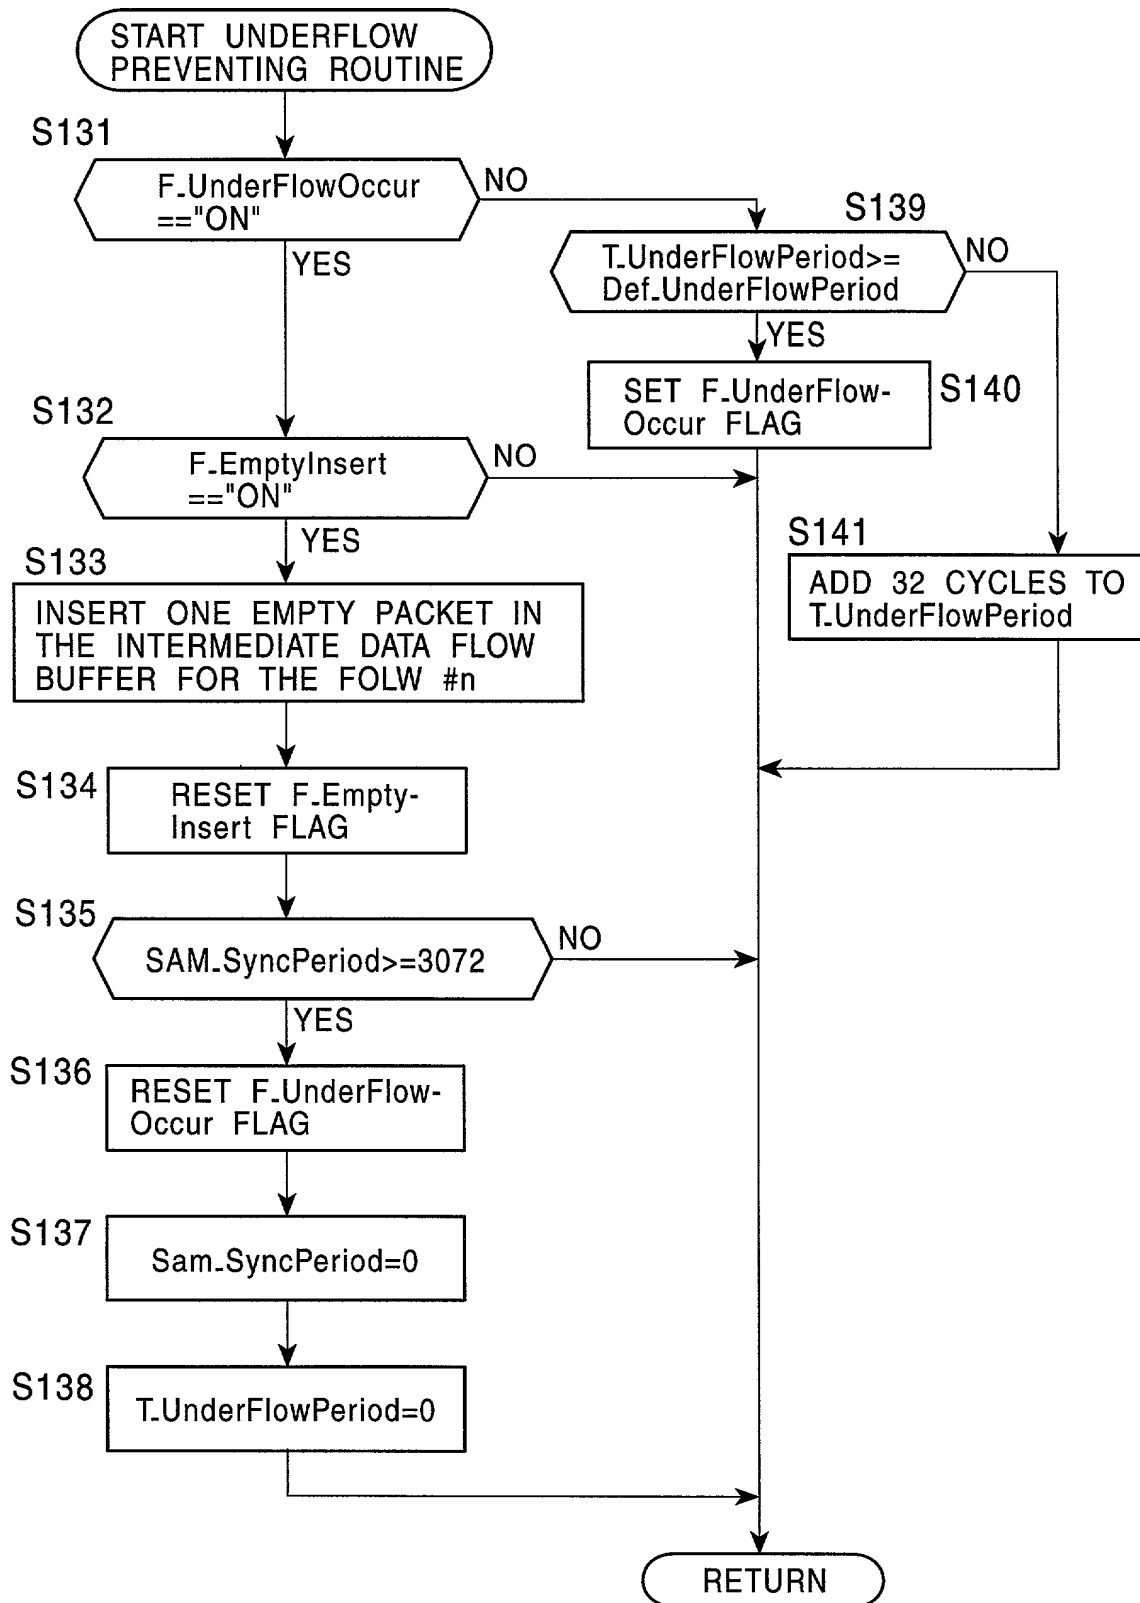 START UNDERFLOW
PREVENTING ROUTINE
S131
F_UnderFlowOccur
=="ON"
NO
YES
S139
T_UnderFlowPeriod>=
Def_UnderFlowPeriod
NO
YES
SET F_UnderFlow-
Occur FLAG
S140
S132
F_EmptyInsert
=="ON"
NO
YES
S141
ADD 32 CYCLES TO
T_UnderFlowPeriod
S133
INSERT ONE EMPTY PACKET IN
THE INTERMEDIATE DATA FLOW
BUFFER FOR THE FOLW #n
S134
RESET F_Empty-
Insert FLAG
S135
SAM_SyncPeriod>=3072
NO
YES
S136
RESET F_UnderFlow-
Occur FLAG
S137
Sam_SyncPeriod=0
S138
T_UnderFlowPeriod=0
RETURN